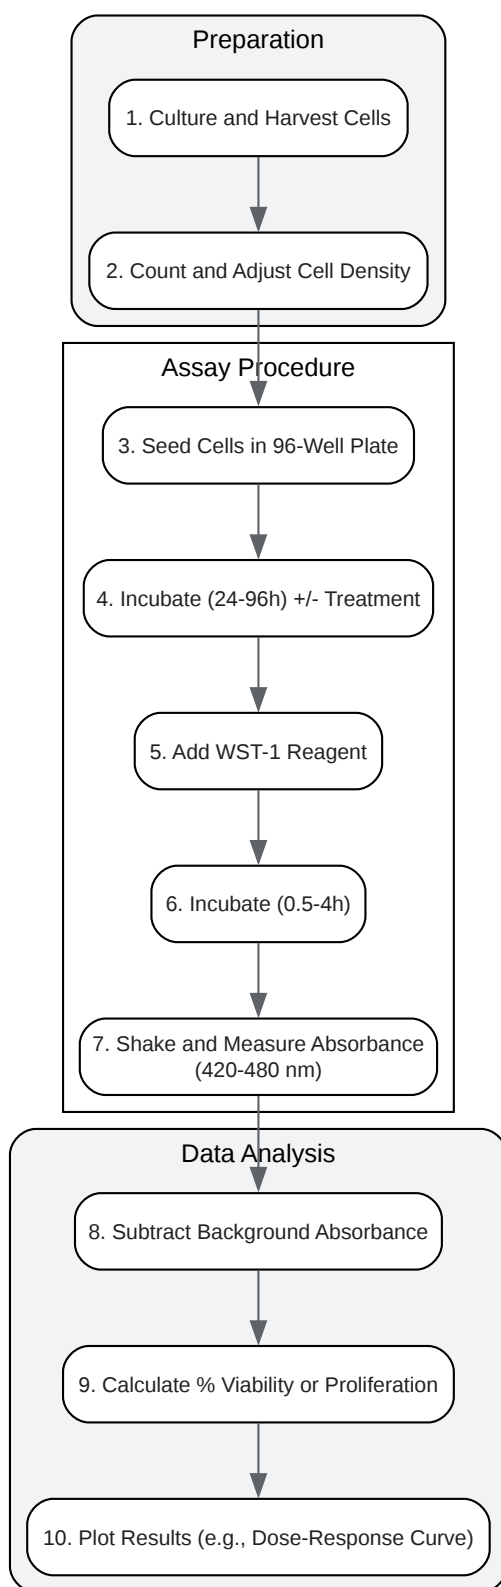 Preparation
1. Culture and Harvest Cells
2. Count and Adjust Cell Density
Assay Procedure
3. Seed Cells in 96-Well Plate
4. Incubate (24-96h) +/- Treatment
5. Add WST-1 Reagent
6. Incubate (0.5-4h)
7. Shake and Measure Absorbance
(420-480 nm)
Data Analysis
8. Subtract Background Absorbance
9. Calculate % Viability or Proliferation
10. Plot Results (e.g., Dose-Response Curve)